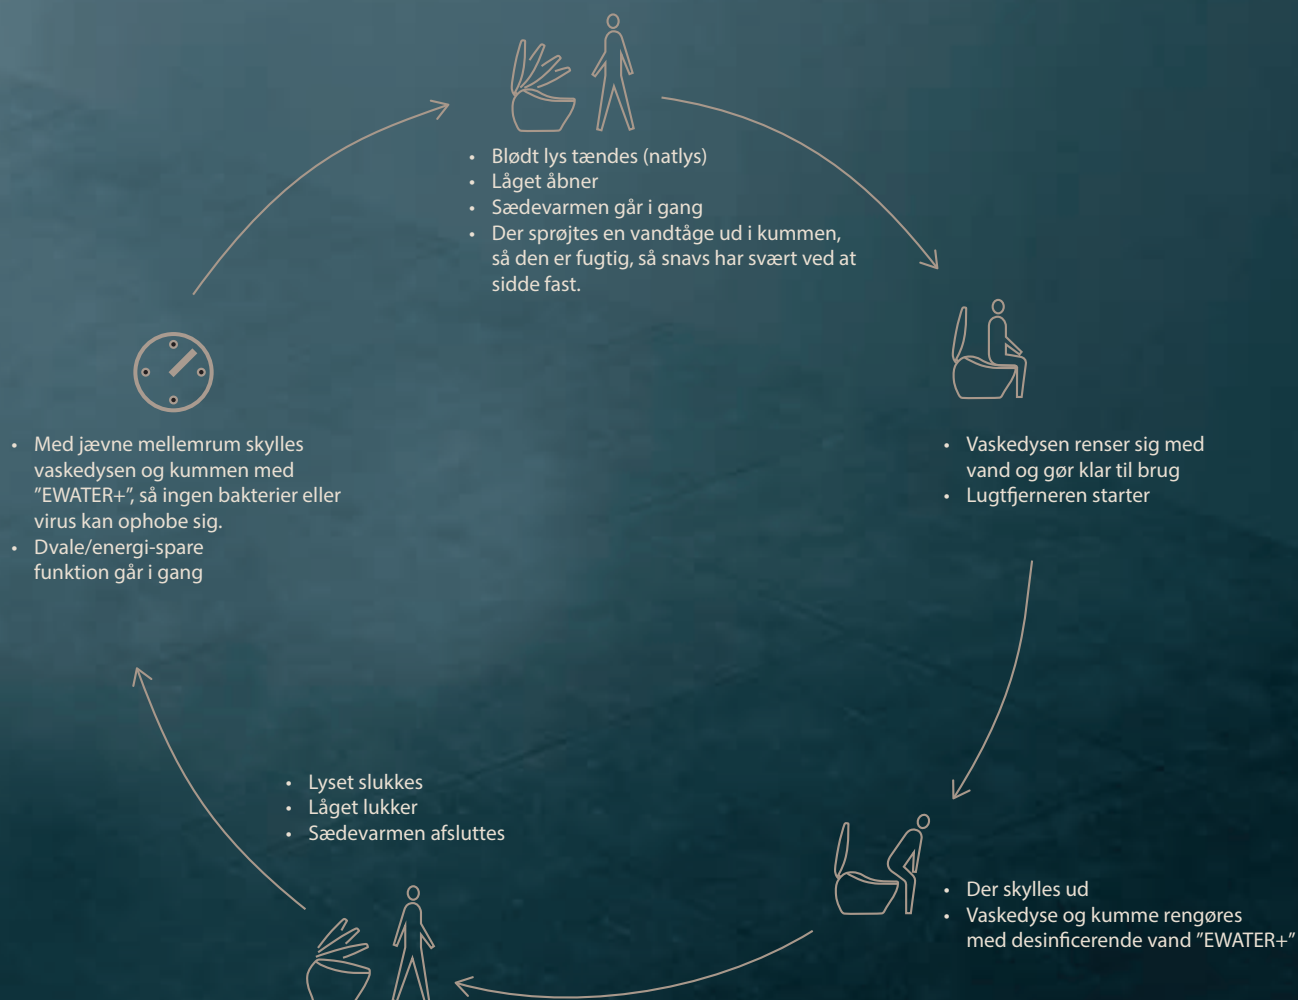 • Blødt lys tændes (natlys)
• Låget åbner
• Sædevarmen går i gang
• Der sprøjtes en vandtåge ud i kummen,
så den er fugtig, så snavs har svært ved at
sidde fast.
• Vaskedysen renser sig med
vand og gør klar til brug
• Lugtfjerneren starter
• Der skylles ud
• Vaskedyse og kumme rengøres
med desinficerende vand ”EWATER+”
• Lyset slukkes
• Låget lukker
• Sædevarmen afsluttes
• Med jævne mellemrum skylles
vaskedysen og kummen med
”EWATER+”, så ingen bakterier eller
virus kan ophobe sig.
• Dvale/energi-spare
funktion går i gang